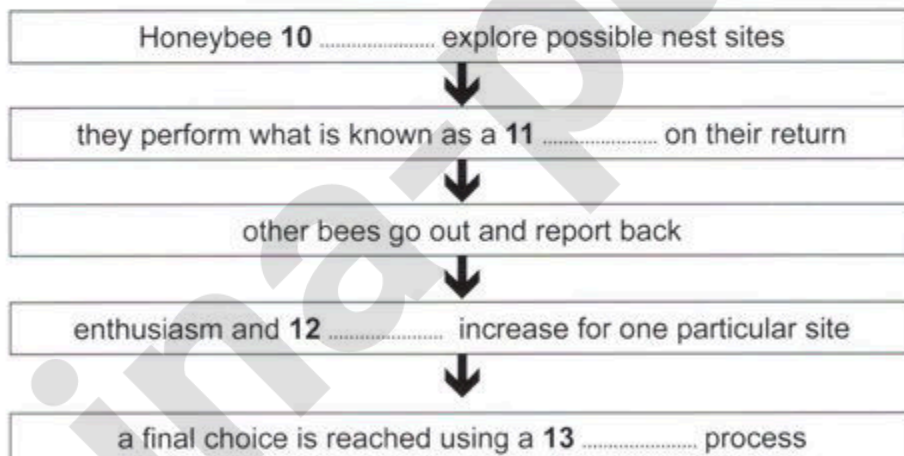 Honeybee 10 .................. explore possible nest sites
they perform what is known as a 11 .................. on their return
other bees go out and report back
enthusiasm and 12 .................. increase for one particular site
a final choice is reached using a 13 .................. process